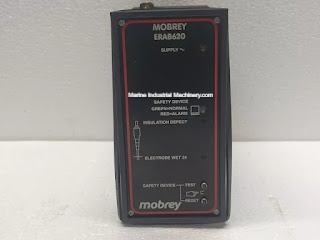 MOBREY
ERAB620
SUPPLY ~
Marine Industrial Machinery.com
SAFETY DEVICE
GREEN=NORMAL
RED=ALARM
INSULATION DEFECT
ELECTRODE WET
SAFETY DEVICE
TEST
RESET
mobrey